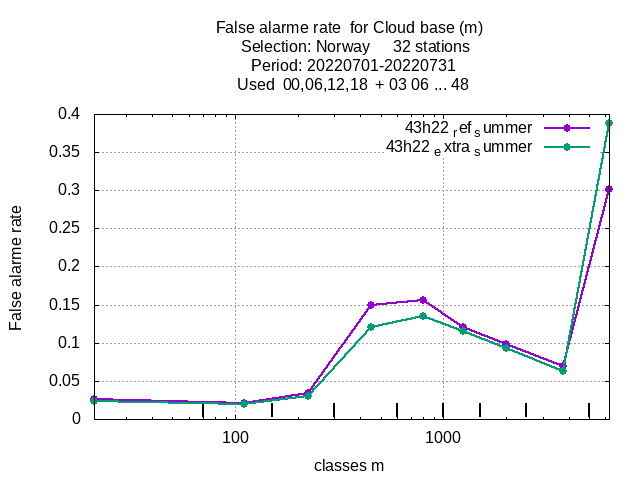 False alarme rate for Cloud base (m)
Selection: Norway 32 stations
Period: 20220701-20220731
Used 00,06,12,18 + 03 06 ... 48
43h22 ref summer
43h22 extra summer
0.4
0.35
0.3
0.25
0.2
0.15
0.1
0.05
0
False alarme rate
100 1000
classes m